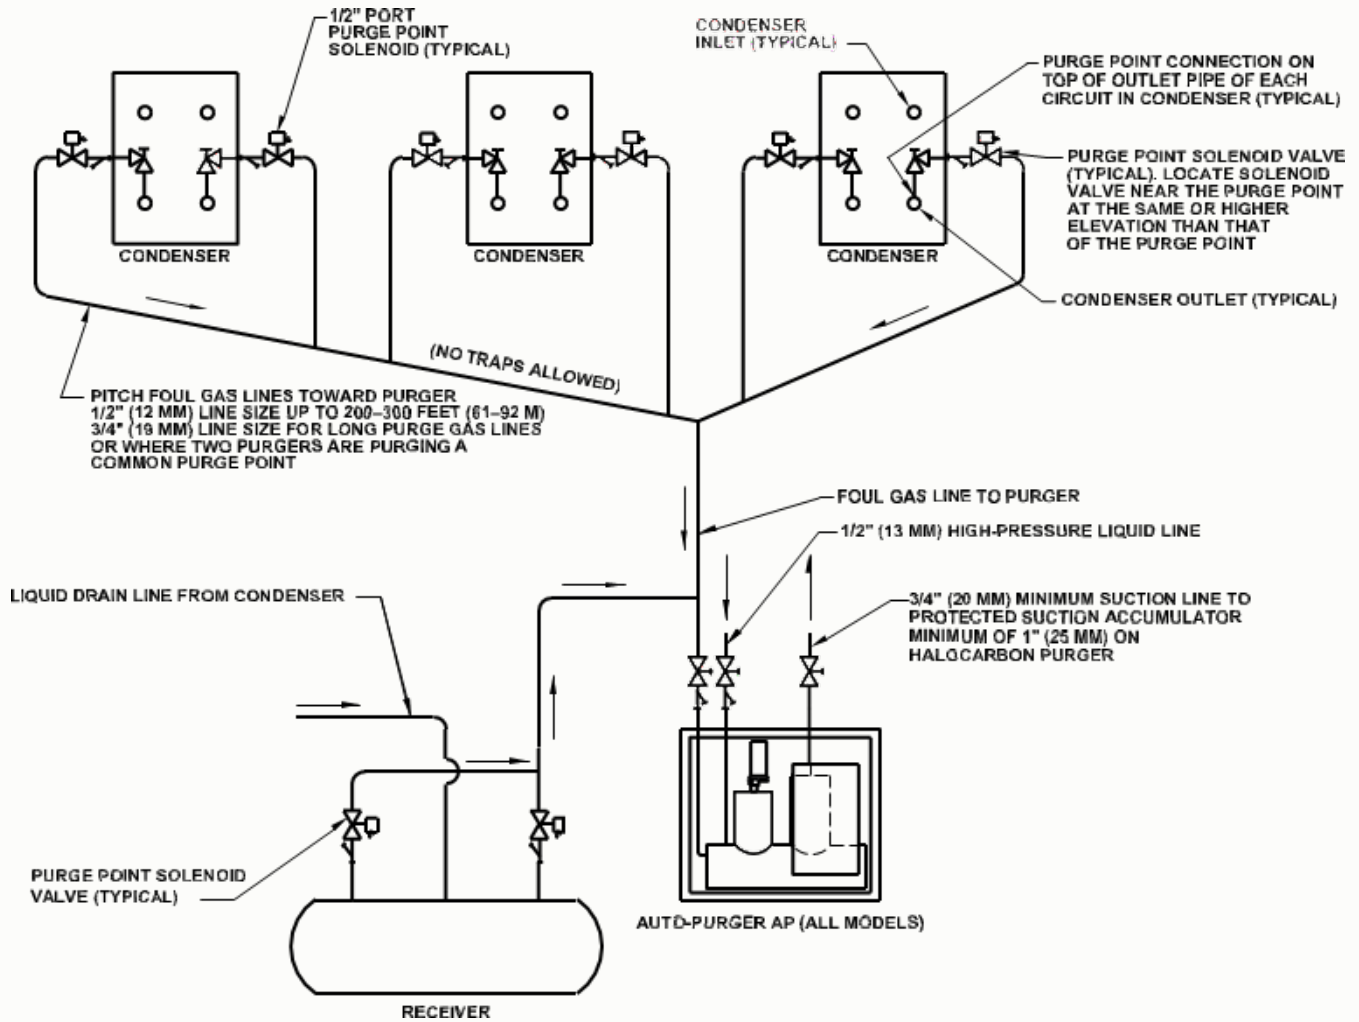 1/2" PORT
PURGE POINT
SOLENOID (TYPICAL)
CONDENSER
INLET (TYPICAL)
PURGE POINT CONNECTION ON
TOP OF OUTLET PIPE OF EACH
CIRCUIT IN CONDENSER (TYPICAL)
PURGE POINT SOLENOID VALVE
(TYPICAL). LOCATE SOLENOID
VALVE NEAR THE PURGE POINT
AT THE SAME OR HIGHER
ELEVATION THAN THAT
OF THE PURGE POINT
CONDENSER
CONDENSER
CONDENSER
CONDENSER OUTLET (TYPICAL)
(NO TRAPS ALLOWED)
PITCH FOUL GAS LINES TOWARD PURGER
1/2" (12 MM) LINE SIZE UP TO 200–300 FEET (61–92 M)
3/4" (19 MM) LINE SIZE FOR LONG PURGE GAS LINES
OR WHERE TWO PURGERS ARE PURGING A
COMMON PURGE POINT
FOUL GAS LINE TO PURGER
1/2" (13 MM) HIGH-PRESSURE LIQUID LINE
LIQUID DRAIN LINE FROM CONDENSER
3/4" (20 MM) MINIMUM SUCTION LINE TO
PROTECTED SUCTION ACCUMULATOR
MINIMUM OF 1" (25 MM) ON
HALOCARBON PURGER
PURGE POINT SOLENOID
VALVE (TYPICAL)
AUTO-PURGER AP (ALL MODELS)
RECEIVER